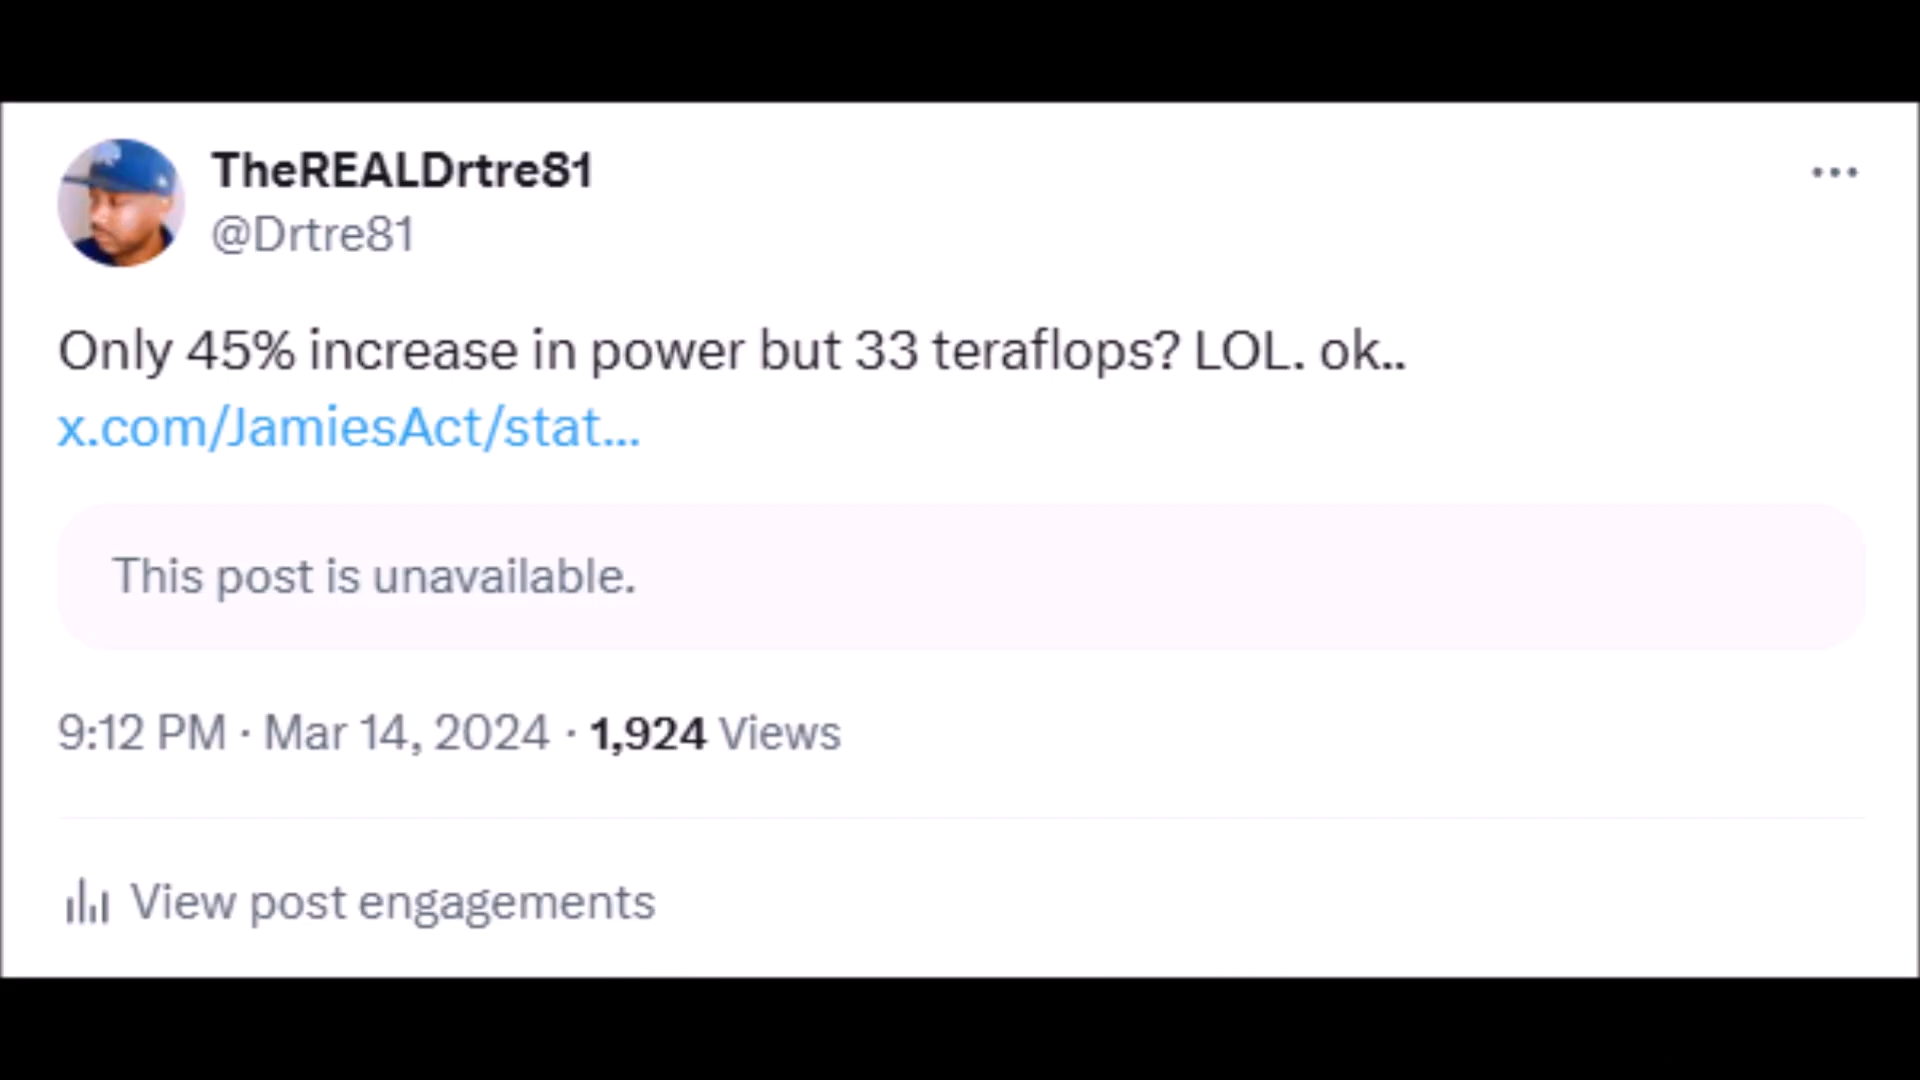 TheREALDrtre81
@Drtre81
Only 45% increase in power but 33 teraflops? LOL. ok..
x.com/JamiesAct/stat...
This post is unavailable.
9:12 PM · Mar 14, 2024 · 1,924 Views
View post engagements